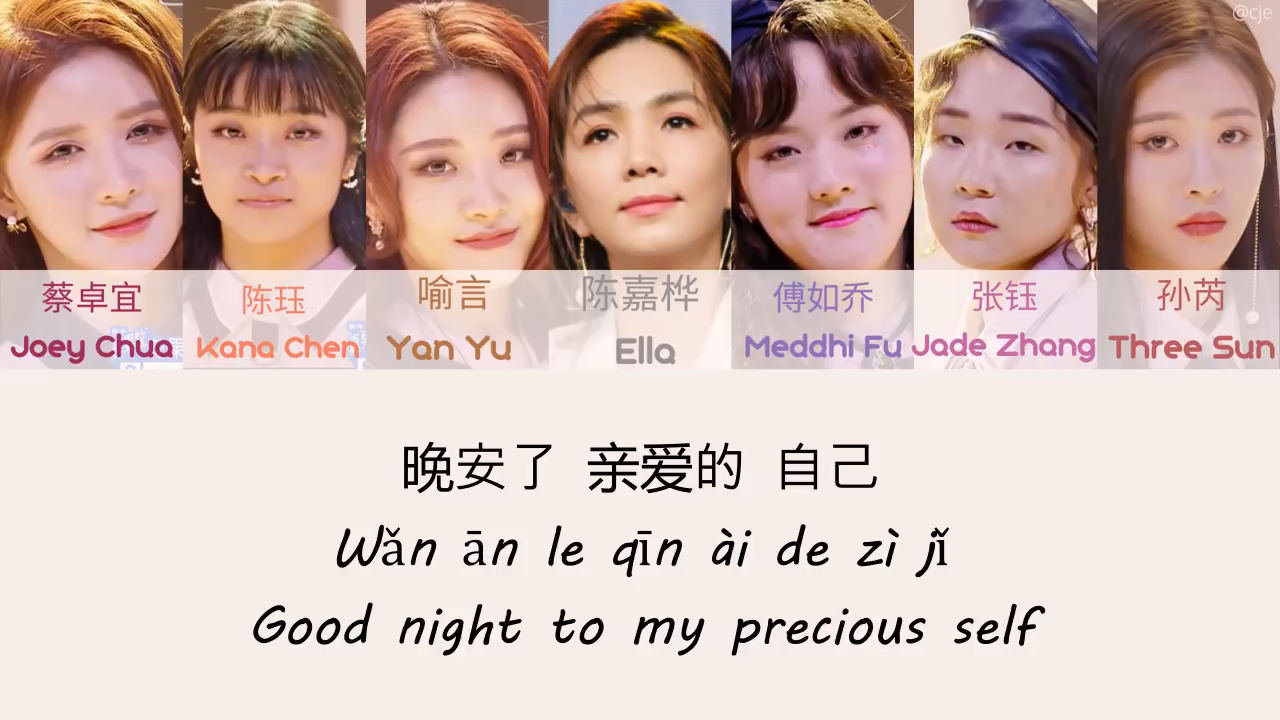 @cje
蔡卓宜 陈珏 喻言 陈嘉桦 傅如乔 张钰 孙芮
Joey Chua Kana Chen Yan Yu Ella Meddhi Fu Jade Zhang Three Sun
晚安了 亲爱的 自己
Wǎn ān le qīn ài de zì jǐ
Good night to my precious self